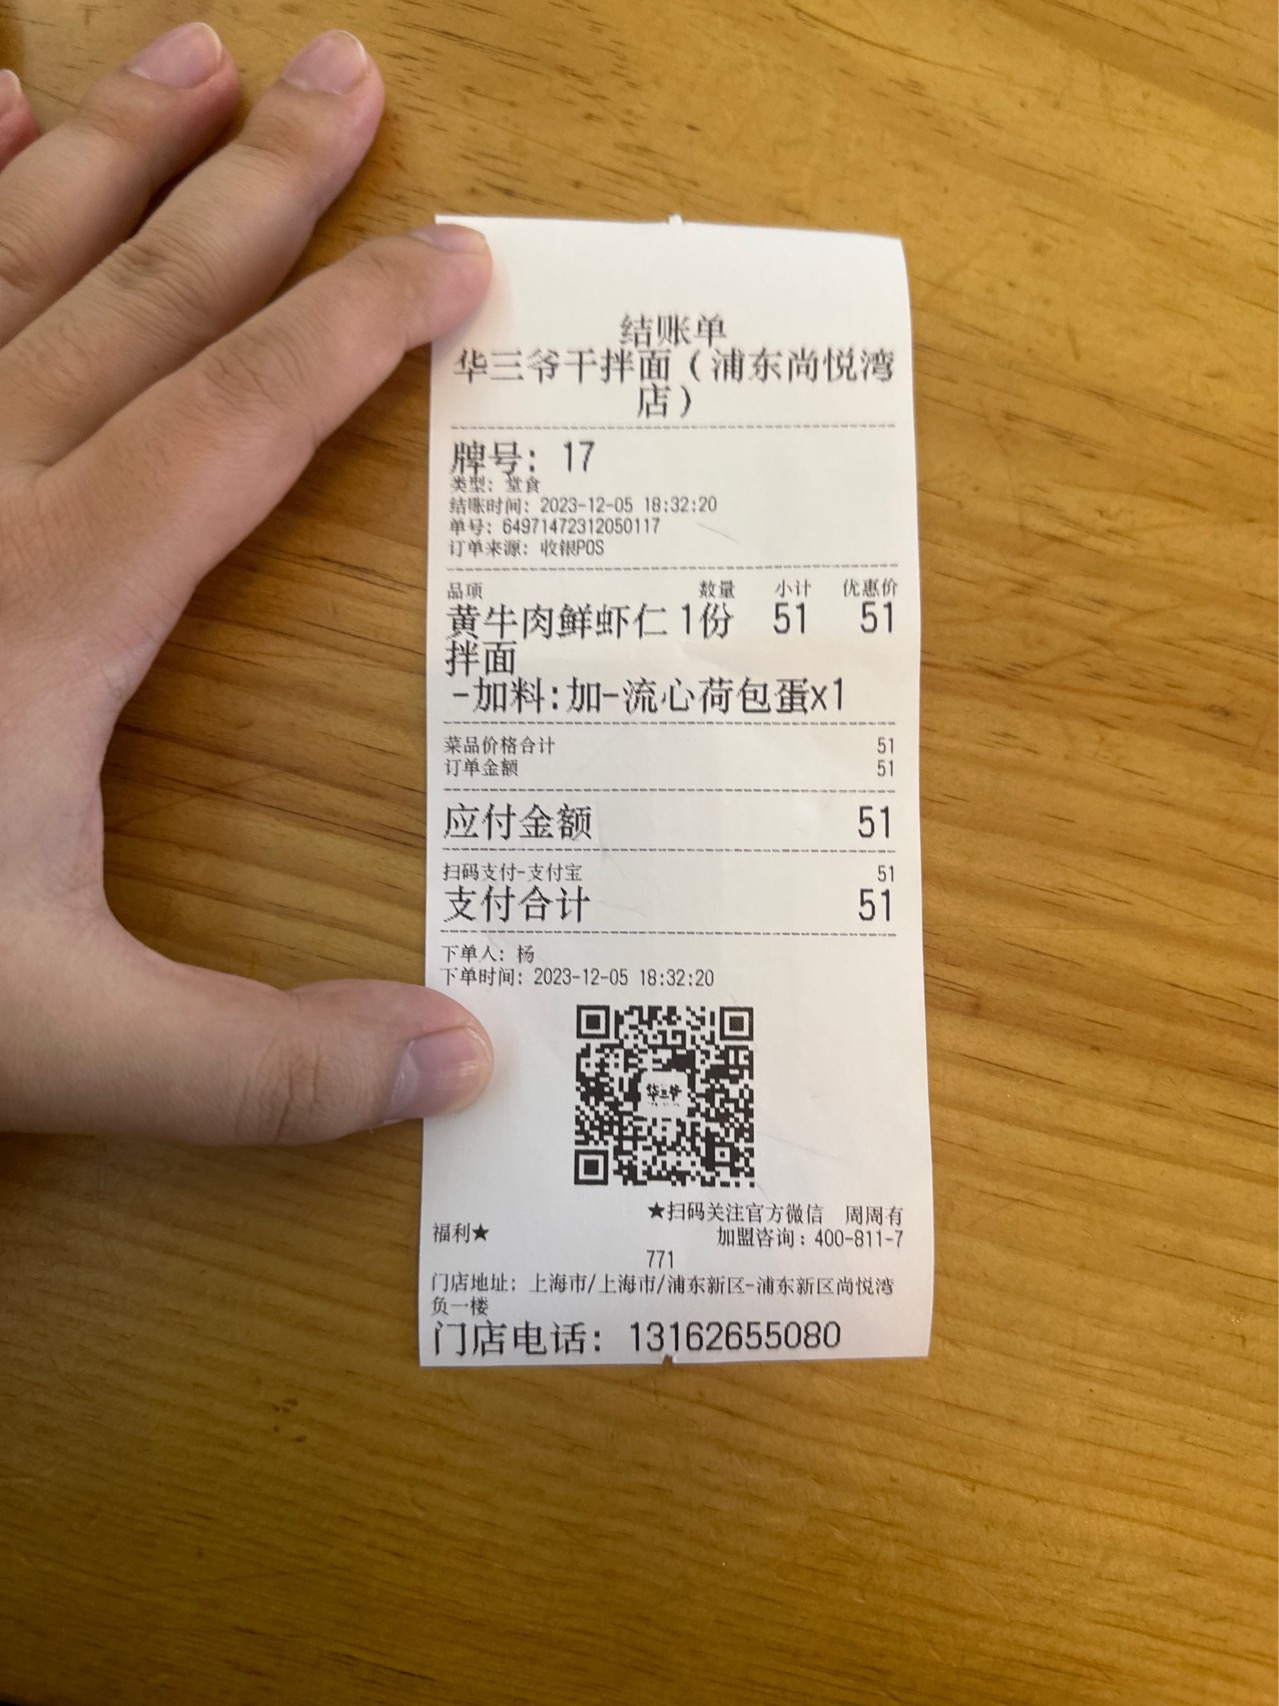 结账单
华三爷干拌面（浦东尚悦湾
店）
牌号：17
类型：堂食
结账时间：2023-12-05 18:32:20
单号：64971472312050117
订单来源：收银POS
品项 数量 小计 优惠价
黄牛肉鲜虾仁 1份 51 51
拌面
-加料:加-流心荷包蛋x1
菜品价格合计 51
订单金额 51
应付金额 51
扫码支付-支付宝 51
支付合计 51
下单人：杨
下单时间：2023-12-05 18:32:20
华三爷
★扫码关注官方微信 周周有
福利★
加盟咨询：400-811-7
771
门店地址：上海市/上海市/浦东新区-浦东新区尚悦湾
负一楼
门店电话：13162655080